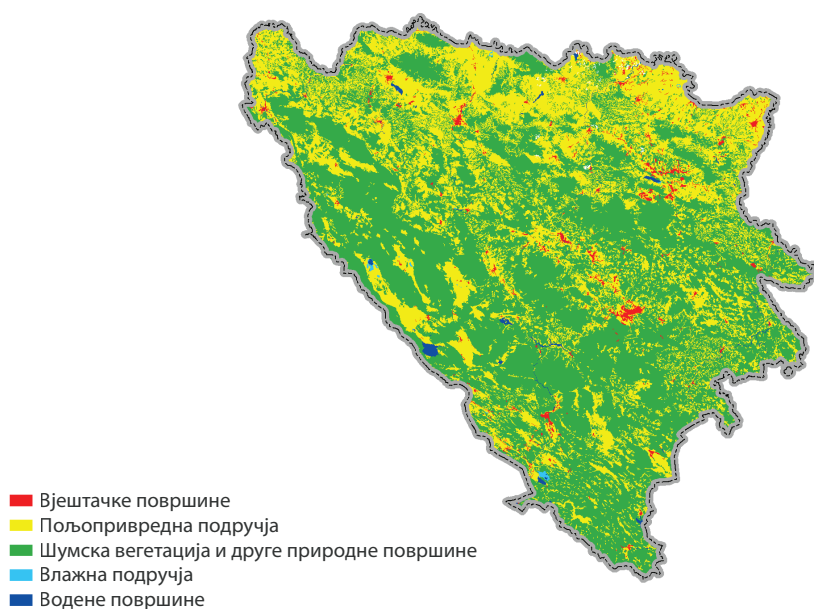 Вјештачке површине
Пољопривредна подручја
Шумска вегетација и друге природне површине
Влажна подручја
Водене површине